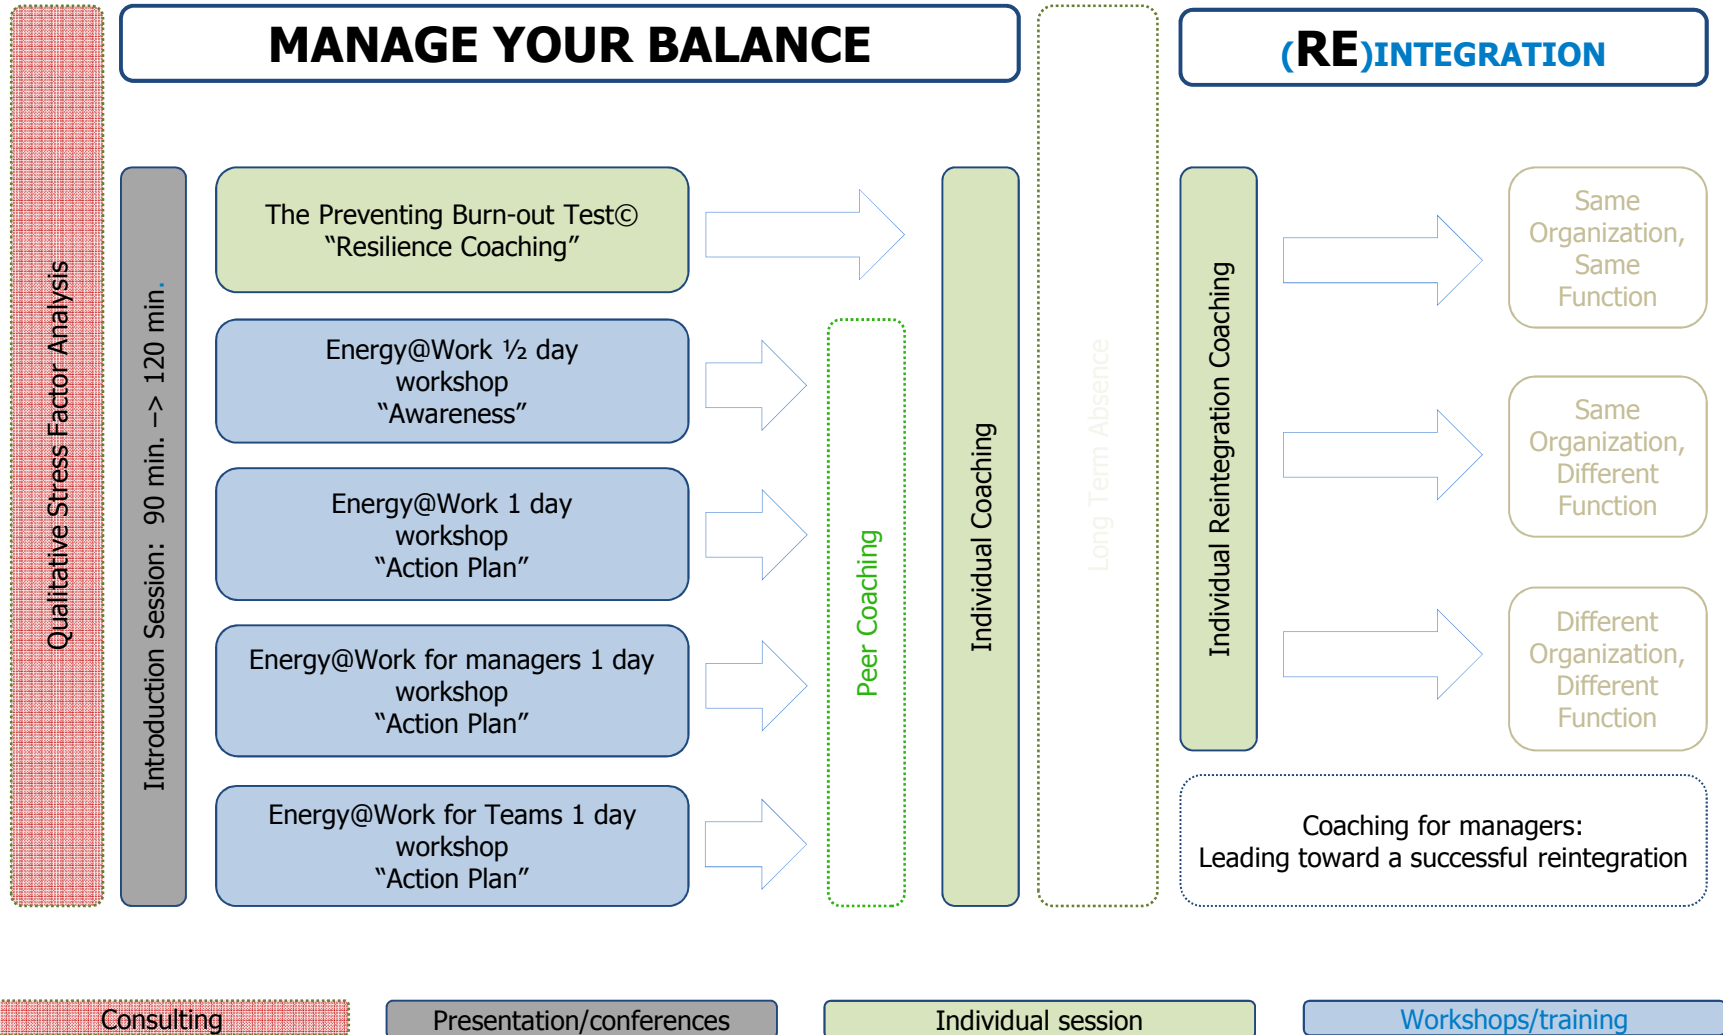 MANAGE YOUR BALANCE
(RE)INTEGRATION
Qualitative Stress Factor Analysis
Introduction Session: 90 min. –> 120 min.
The Preventing Burn-out Test©
“Resilience Coaching”
Energy@Work ½ day
workshop
“Awareness”
Energy@Work 1 day
workshop
“Action Plan”
Energy@Work for managers 1 day
workshop
“Action Plan”
Energy@Work for Teams 1 day
workshop
“Action Plan”
Peer Coaching
Individual Coaching
Long Term Absence
Individual Reintegration Coaching
Same
Organization,
Same
Function
Same
Organization,
Different
Function
Different
Organization,
Different
Function
Coaching for managers:
Leading toward a successful reintegration
Consulting
Presentation/conferences
Individual session
Workshops/training